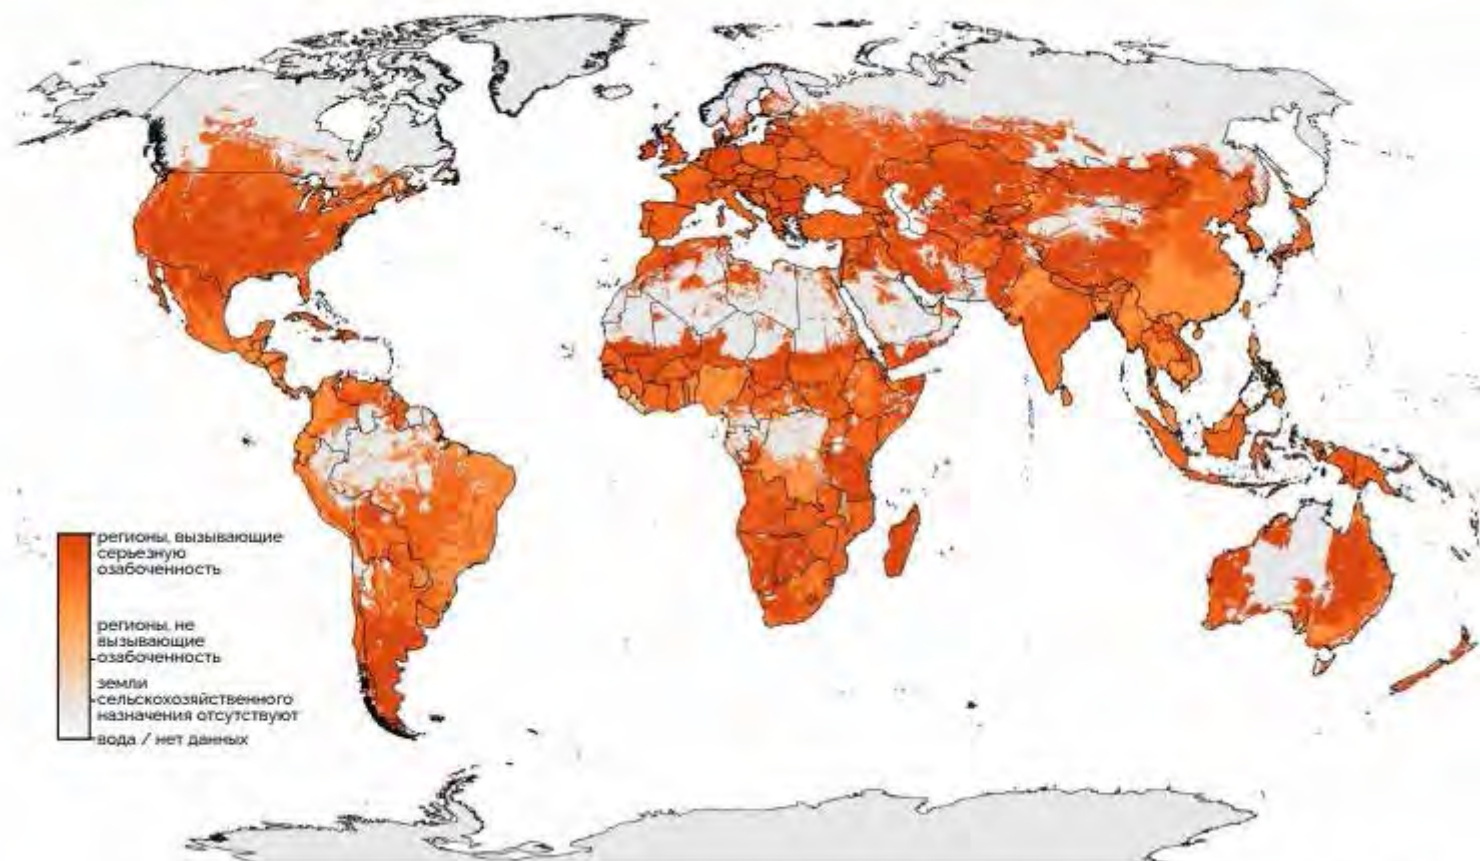 регионы, вызывающие
серьезную
озабоченность
регионы, не
вызывающие
озабоченность
земли
сельскохозяйственного
назначения отсутствуют
вода / нет данных